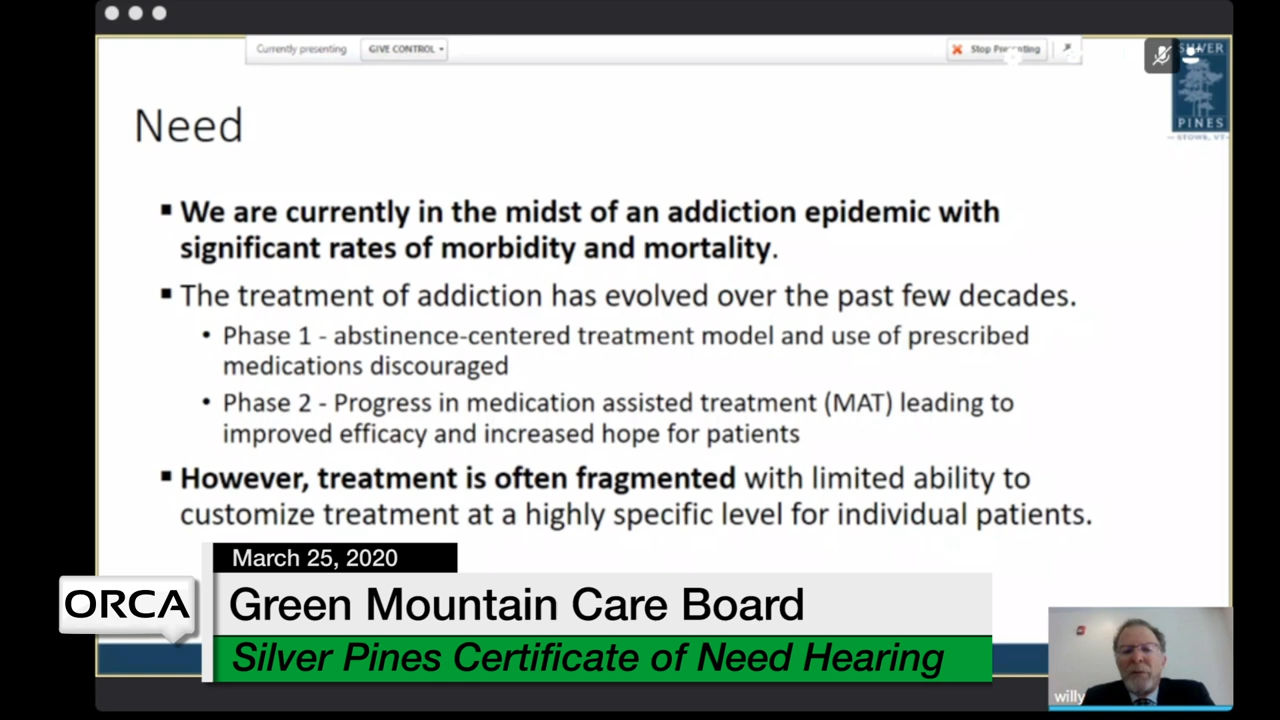 Currently presenting GIVE CONTROL Stop Presenting
SILVER
PINES
STOWE, VT
Need
▪ We are currently in the midst of an addiction epidemic with
significant rates of morbidity and mortality.
▪ The treatment of addiction has evolved over the past few decades.
• Phase 1 - abstinence-centered treatment model and use of prescribed
medications discouraged
• Phase 2 - Progress in medication assisted treatment (MAT) leading to
improved efficacy and increased hope for patients
▪ However, treatment is often fragmented with limited ability to
customize treatment at a highly specific level for individual patients.
March 25, 2020
ORCA
Green Mountain Care Board
Silver Pines Certificate of Need Hearing
willy